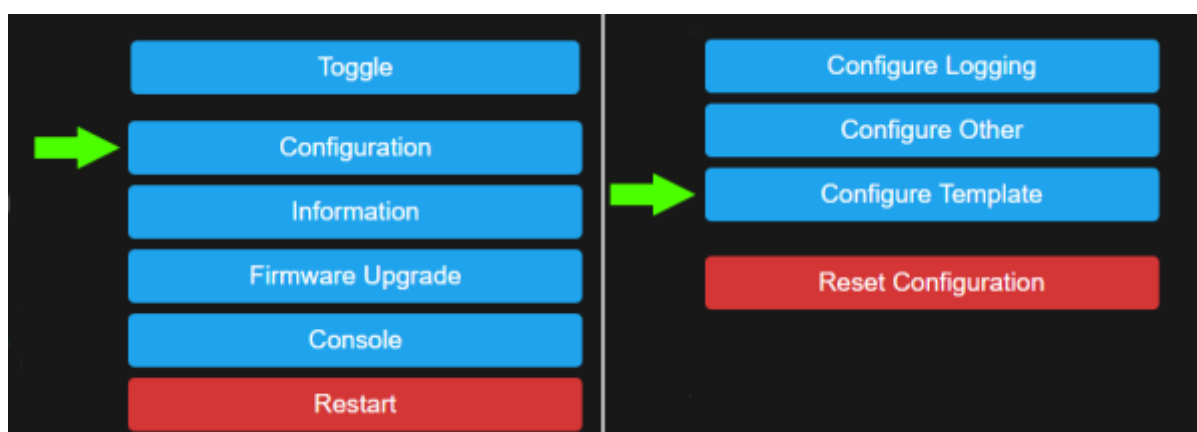 Toggle
Configuration
Information
Firmware Upgrade
Console
Restart
Configure Logging
Configure Other
Configure Template
Reset Configuration